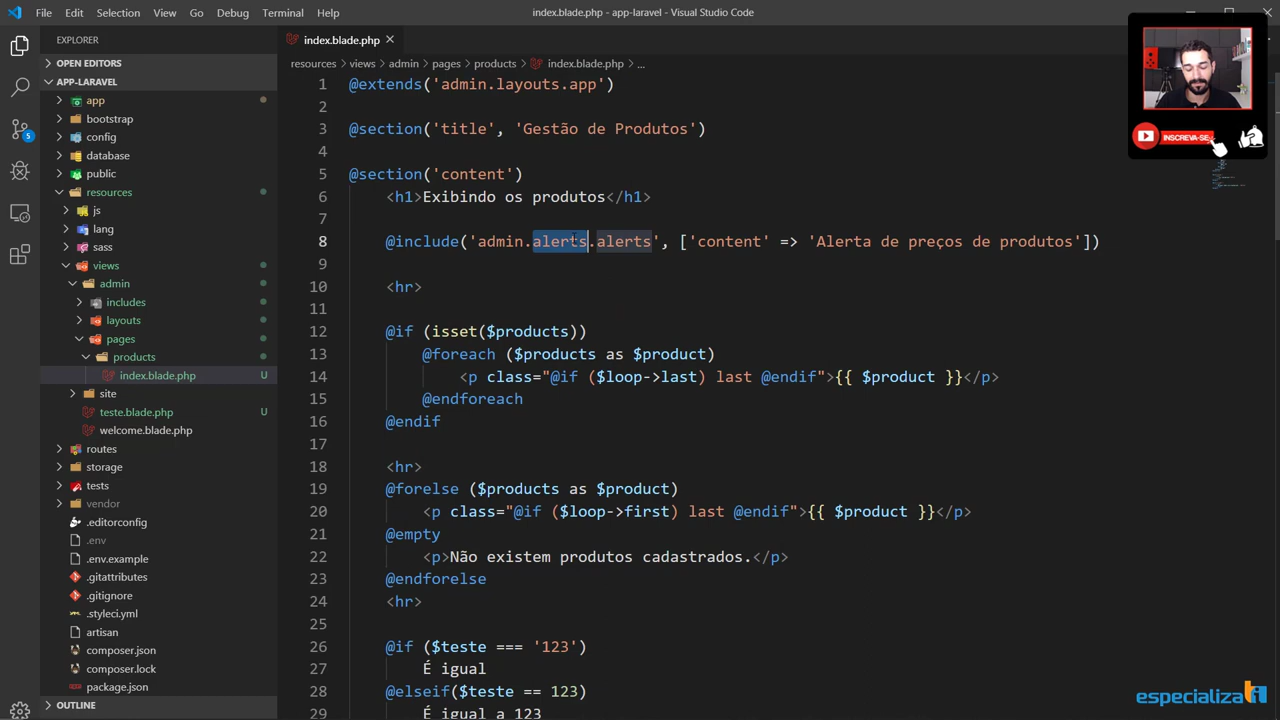 File Edit Selection View Go Debug Terminal Help
index.blade.php - app-laravel - Visual Studio Code
EXPLORER
OPEN EDITORS
APP-LARAVEL
app
bootstrap
config
database
public
resources
js
lang
sass
views
admin
includes
layouts
pages
products
index.blade.php U
site
teste.blade.php U
welcome.blade.php
routes
storage
tests
vendor
.editorconfig
.env
.env.example
.gitattributes
.gitignore
.styleci.yml
artisan
composer.json
composer.lock
package.json
OUTLINE
5
index.blade.php
resources > views > admin > pages > products > index.blade.php > ...
1 @extends('admin.layouts.app')
2
3 @section('title', 'Gestão de Produtos')
4
5 @section('content')
6 <h1>Exibindo os produtos</h1>
7
8 @include('admin.alerts.alerts', ['content' => 'Alerta de preços de produtos'])
9
10 <hr>
11
12 @if (isset($products))
13 @foreach ($products as $product)
14 <p class="@if ($loop->last) last @endif">{{ $product }}</p>
15 @endforeach
16 @endif
17
18 <hr>
19 @forelse ($products as $product)
20 <p class="@if ($loop->first) last @endif">{{ $product }}</p>
21 @empty
22 <p>Não existem produtos cadastrados.</p>
23 @endforelse
24 <hr>
25
26 @if ($teste === '123')
27 É igual
28 @elseif($teste == 123)
29 É igual a 123
INSCREVA-SE
especializati